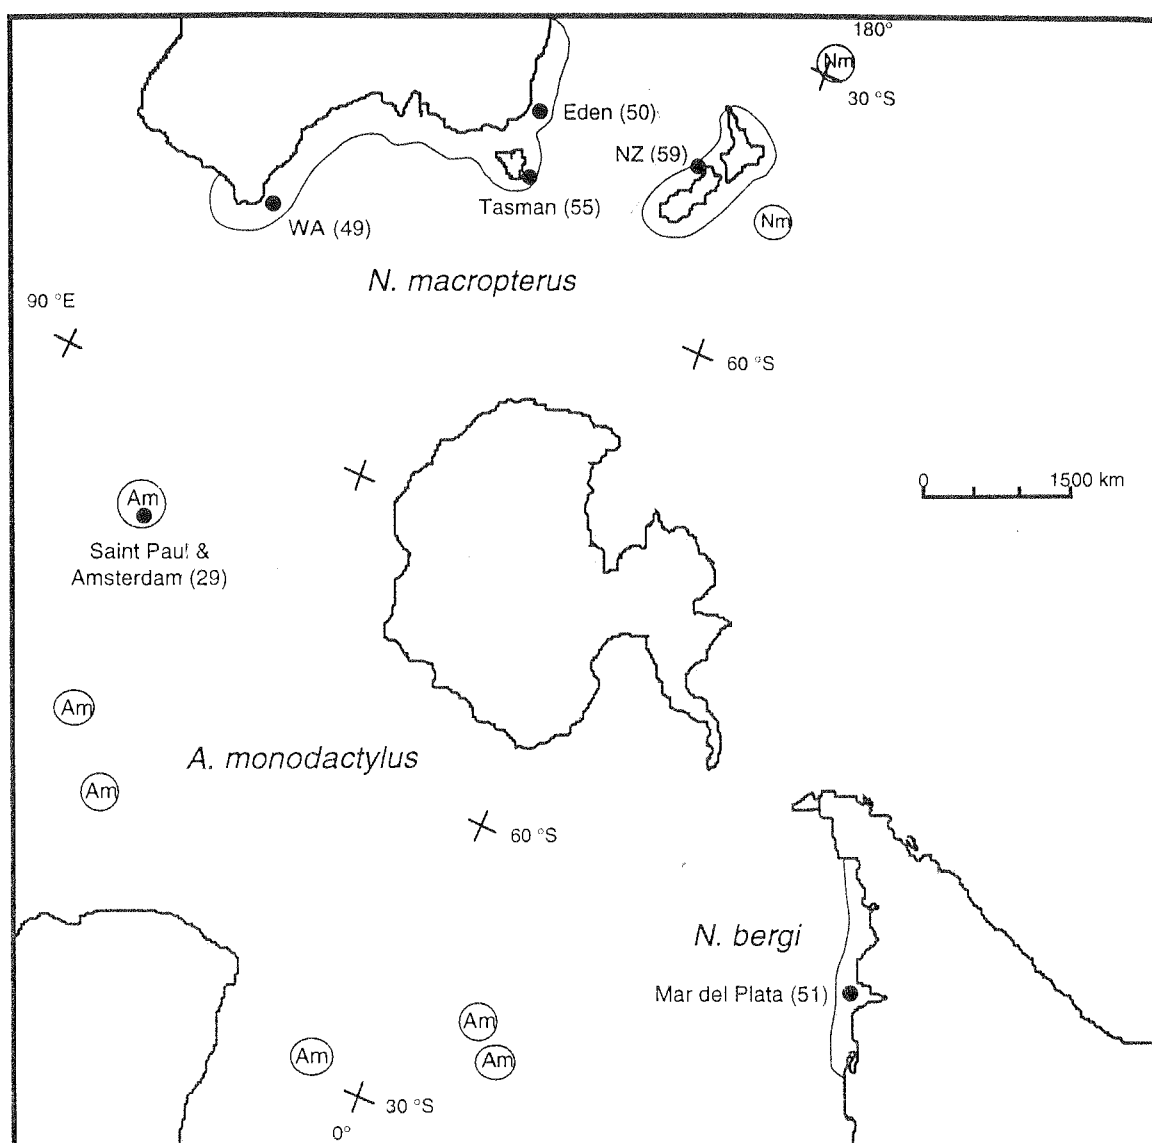 180°
Nm
30 °S
Eden (50)
NZ (59)
Tasman (55)
Nm
WA (49)
N. macropterus
90 °E
60 °S
0 1500 km
Am
Saint Paul &
Amsterdam (29)
Am
A. monodactylus
Am
60 °S
N. bergi
Mar del Plata (51)
Am
Am
Am
30 °S
0°